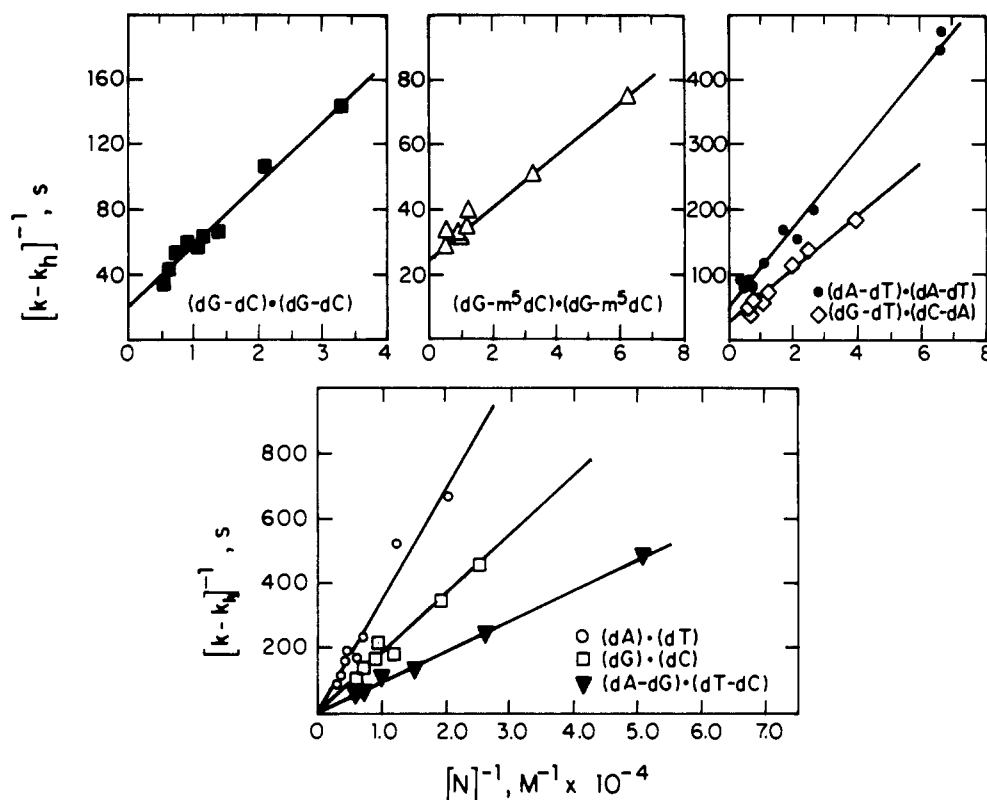 160
120
80
40
0
0 1 2 3 4
(dG-dC)•(dG-dC)
80
60
40
20
0 2 4 6 8
(dG-m⁵dC)•(dG-m⁵dC)
400
300
200
100
0 2 4 6 8
(dA-dT)•(dA-dT)
(dG-dT)•(dC-dA)
[k-kₕ]⁻¹, s
800
600
400
200
0 1.0 2.0 3.0 4.0 5.0 6.0 7.0
(dA)•(dT)
(dG)•(dC)
(dA-dG)•(dT-dC)
[k-kₕ]⁻¹, s
[N]⁻¹, M⁻¹ x 10⁻⁴